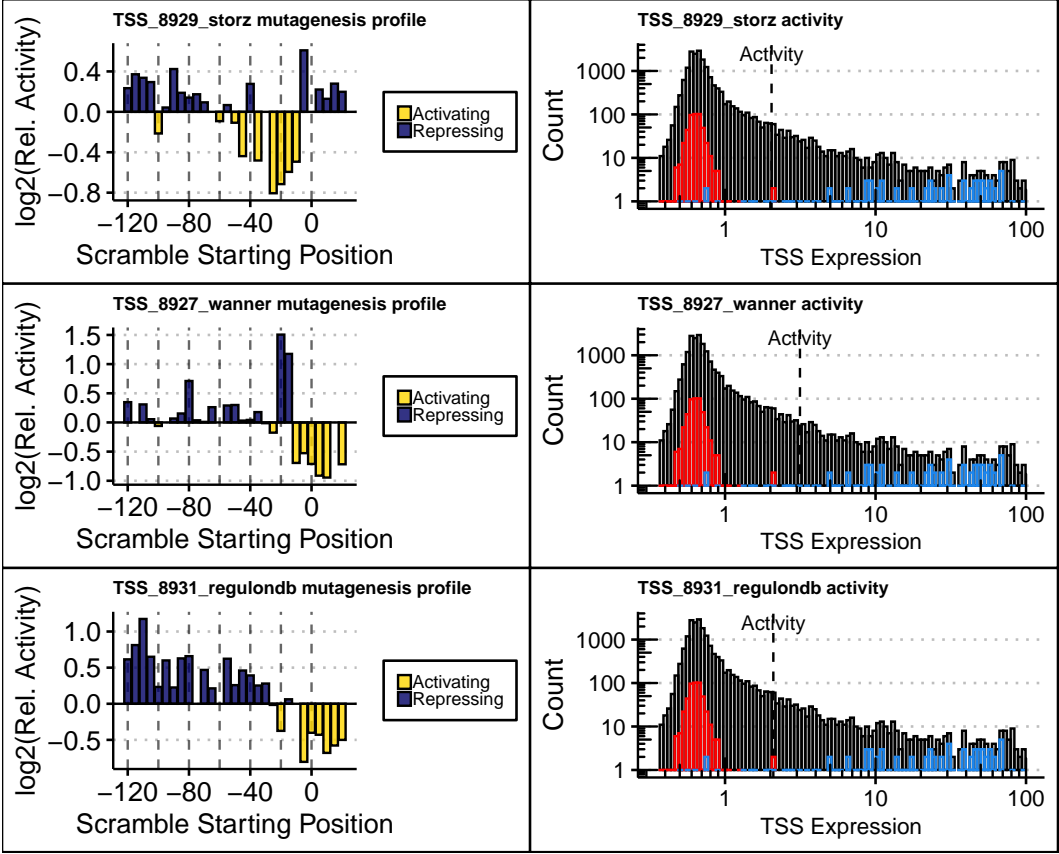 TSS_8929_storz mutagenesis profile
log2(Rel. Activity)
0.4
0.0
−0.4
−0.8
−120
−80
−40
0
Scramble Starting Position
Activating
Repressing
TSS_8929_storz activity
Activity
Count
1000
100
10
1
1
10
100
TSS Expression
TSS_8927_wanner mutagenesis profile
log2(Rel. Activity)
1.5
1.0
0.5
0.0
−0.5
−1.0
−120
−80
−40
0
Scramble Starting Position
Activating
Repressing
TSS_8927_wanner activity
Activity
Count
1000
100
10
1
1
10
100
TSS Expression
TSS_8931_regulondb mutagenesis profile
log2(Rel. Activity)
1.0
0.5
0.0
−0.5
−120
−80
−40
0
Scramble Starting Position
Activating
Repressing
TSS_8931_regulondb activity
Activity
Count
1000
100
10
1
1
10
100
TSS Expression